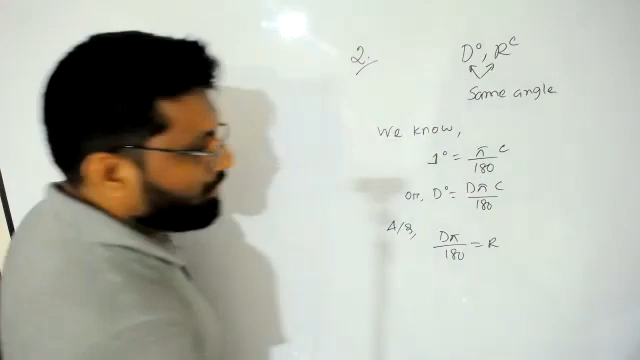 2. D°, R^c
Same angle
We know,
1° = π/180 c
or, D° = Dπ/180 c
A/Q, Dπ/180 = R